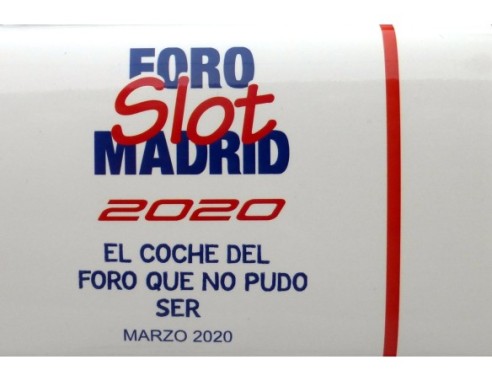 FORO
Slot
MADRID
2020
EL COCHE DEL
FORO QUE NO PUDO
SER
MARZO 2020